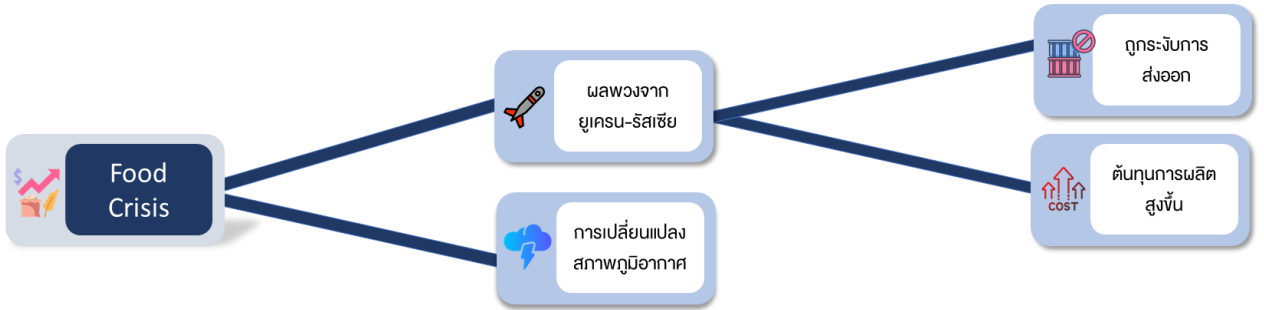 Food
Crisis
ผลพวงจาก
ยูเครน-รัสเซีย
การเปลี่ยนแปลง
สภาพภูมิอากาศ
ถูกระงับการ
ส่งออก
COST
ต้นทุนการผลิต
สูงขึ้น